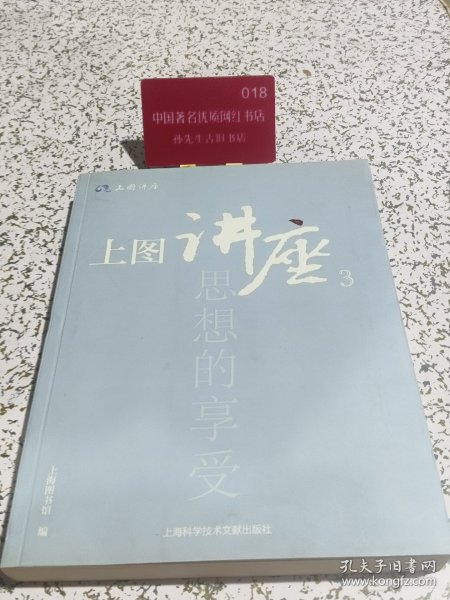 018
中国著名优质网红书店
孙先生古旧书店
上图讲座
上图讲座3
思想的享受
上海图书馆 编
上海科学技术文献出版社
孔夫子旧书网
www.kongfz.com